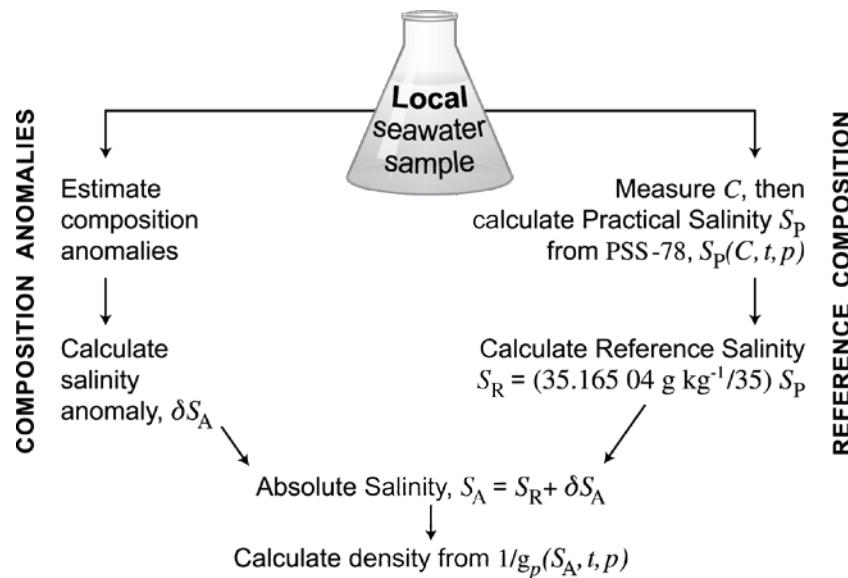 Local
seawater
sample
COMPOSITION ANOMALIES
Estimate
composition
anomalies
Calculate
salinity
anomaly, δS_A
Measure C, then
calculate Practical Salinity S_P
from PSS-78, S_P(C, t, p)
Calculate Reference Salinity
S_R = (35.165 04 g kg⁻¹/35) S_P
REFERENCE COMPOSITION
Absolute Salinity, S_A = S_R + δS_A
Calculate density from 1/g_p(S_A, t, p)